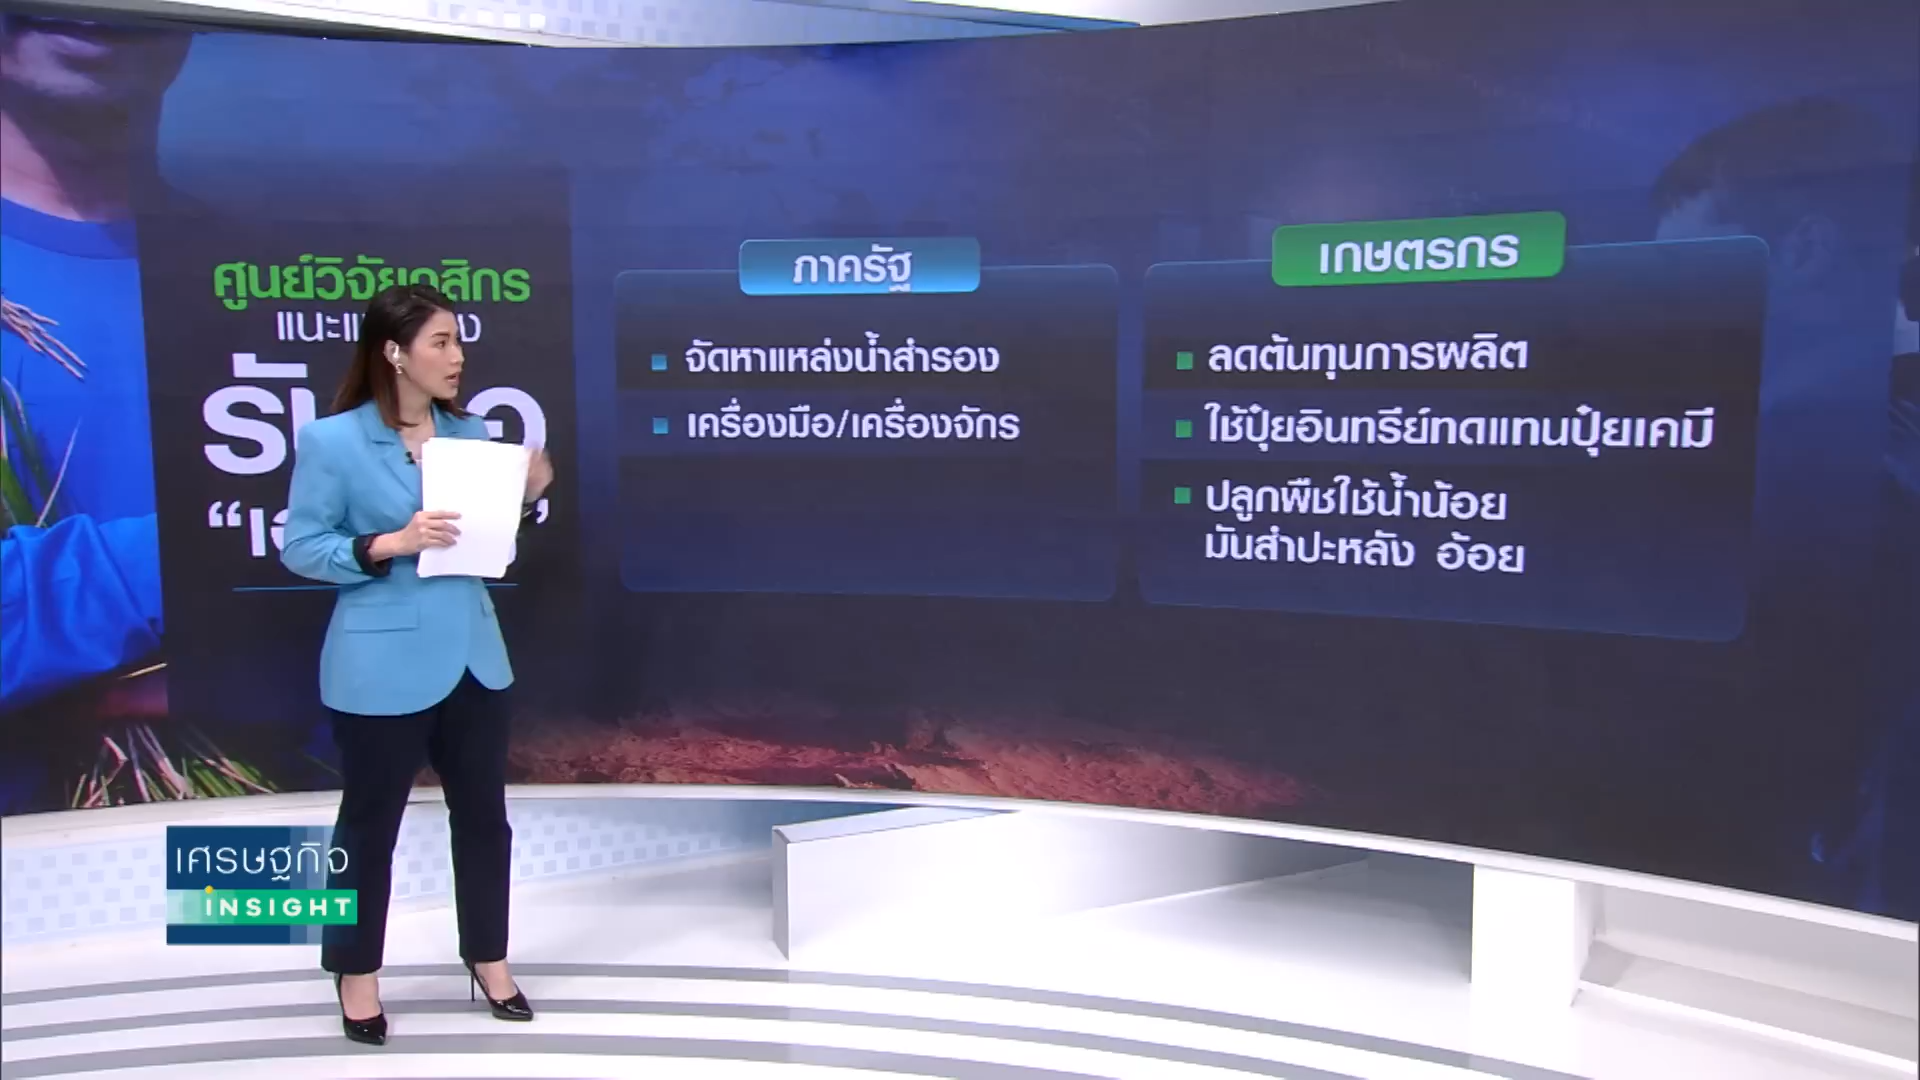 ศูนย์วิจัยกสิกร
ภาครัฐ
จัดหาแหล่งน้ำสำรอง
เครื่องมือ/เครื่องจักร
เกษตรกร
ลดต้นทุนการผลิต
ใช้ปุ๋ยอินทรีย์ทดแทนปุ๋ยเคมี
ปลูกพืชใช้น้ำน้อย
มันสำปะหลัง อ้อย
เศรษฐกิจ
INSIGHT